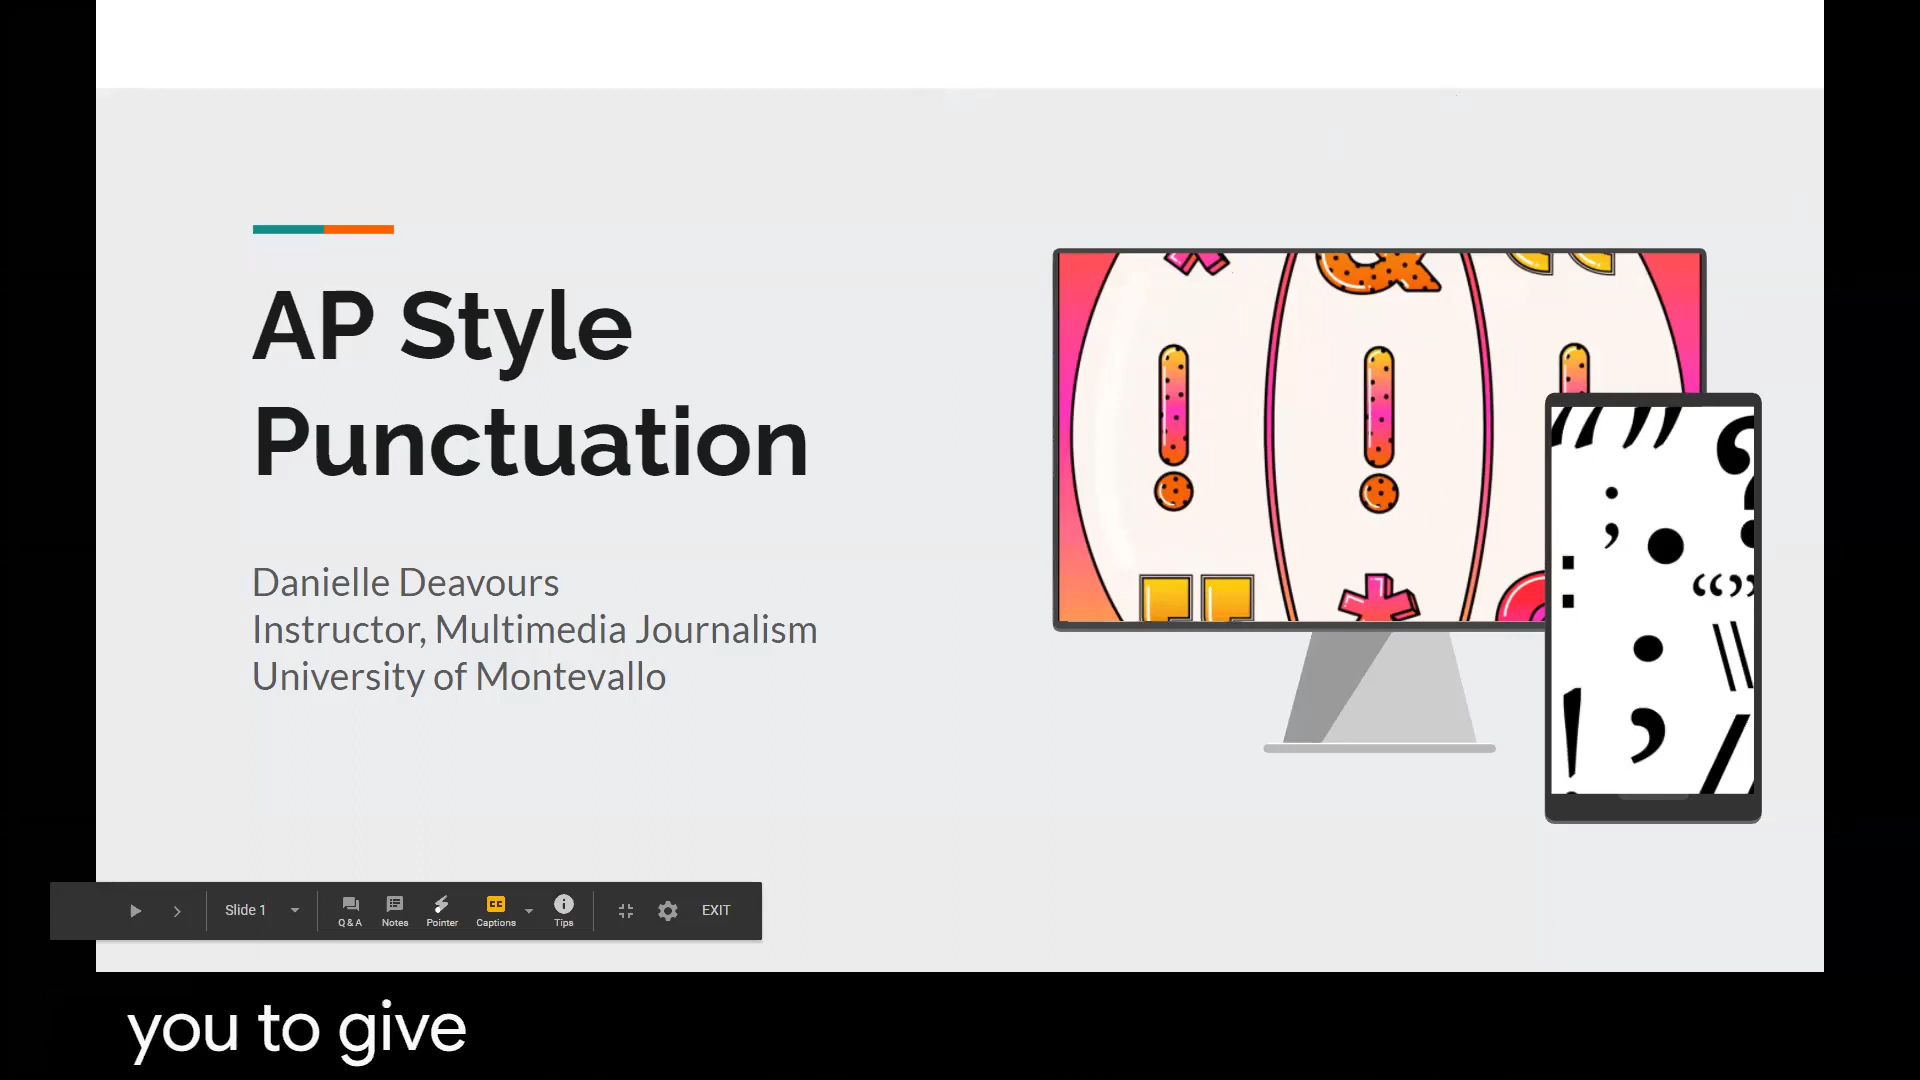 AP Style
Punctuation
Danielle Deavours
Instructor, Multimedia Journalism
University of Montevallo
Slide 1
Q & A
Notes
Pointer
Captions
Tips
EXIT
you to give